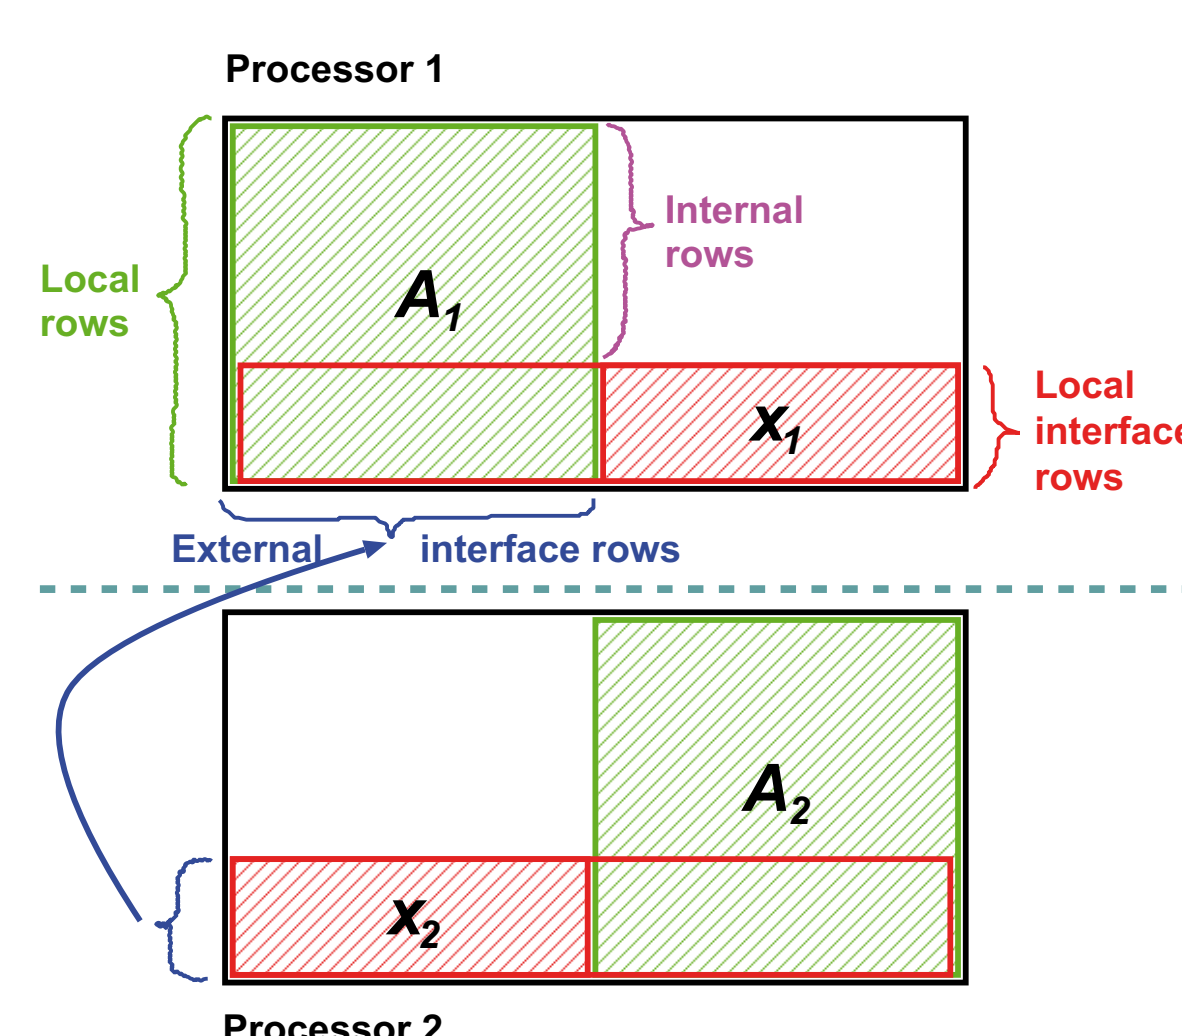 Processor 1
Internal
rows
Local
rows
A1
Local
interface
rows
x1
External interface rows
A2
x2
Processor 2